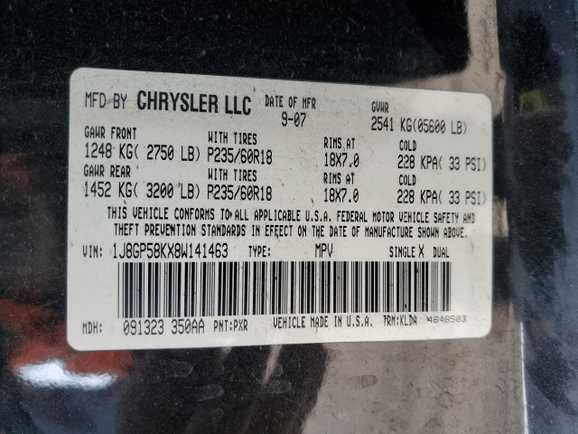 MFD BY CHRYSLER LLC DATE OF MFR 9-07 GVWR 2541 KG(05600 LB)
GAWR FRONT WITH TIRES RIMS AT COLD
1248 KG( 2750 LB) P235/60R18 18X7.0 228 KPA( 33 PSI)
GAWR REAR WITH TIRES RIMS AT COLD
1452 KG( 3200 LB) P235/60R18 18X7.0 228 KPA( 33 PSI)
THIS VEHICLE CONFORMS TO ALL APPLICABLE U.S.A. FEDERAL MOTOR VEHICLE SAFETY AND
THEFT PREVENTION STANDARDS IN EFFECT ON THE DATE OF MANUFACTURE SHOWN ABOVE.
VIN: 1J8GP58KX8W141463 TYPE: MPV SINGLE X DUAL
MDH: 091323 350AA PNT: PXR VEHICLE MADE IN U.S.A. TRM: KLDA 4648503